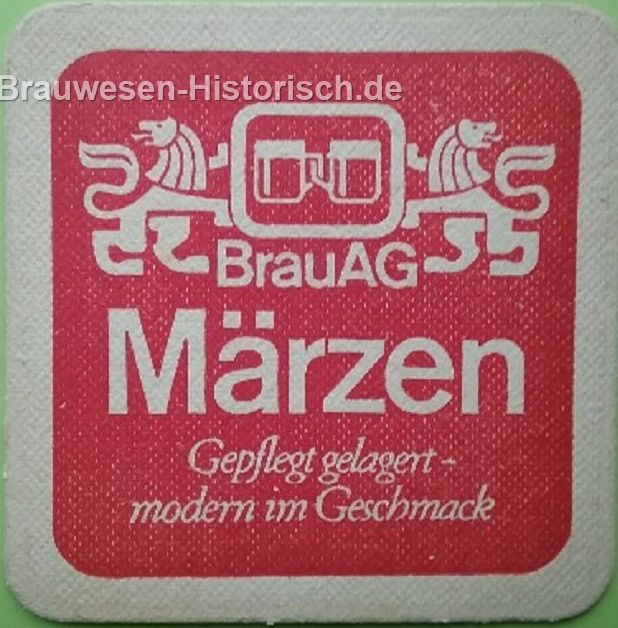 Brauwesen-Historisch.de
BrauAG
Märzen
Gepflegt gelagert -
modern im Geschmack